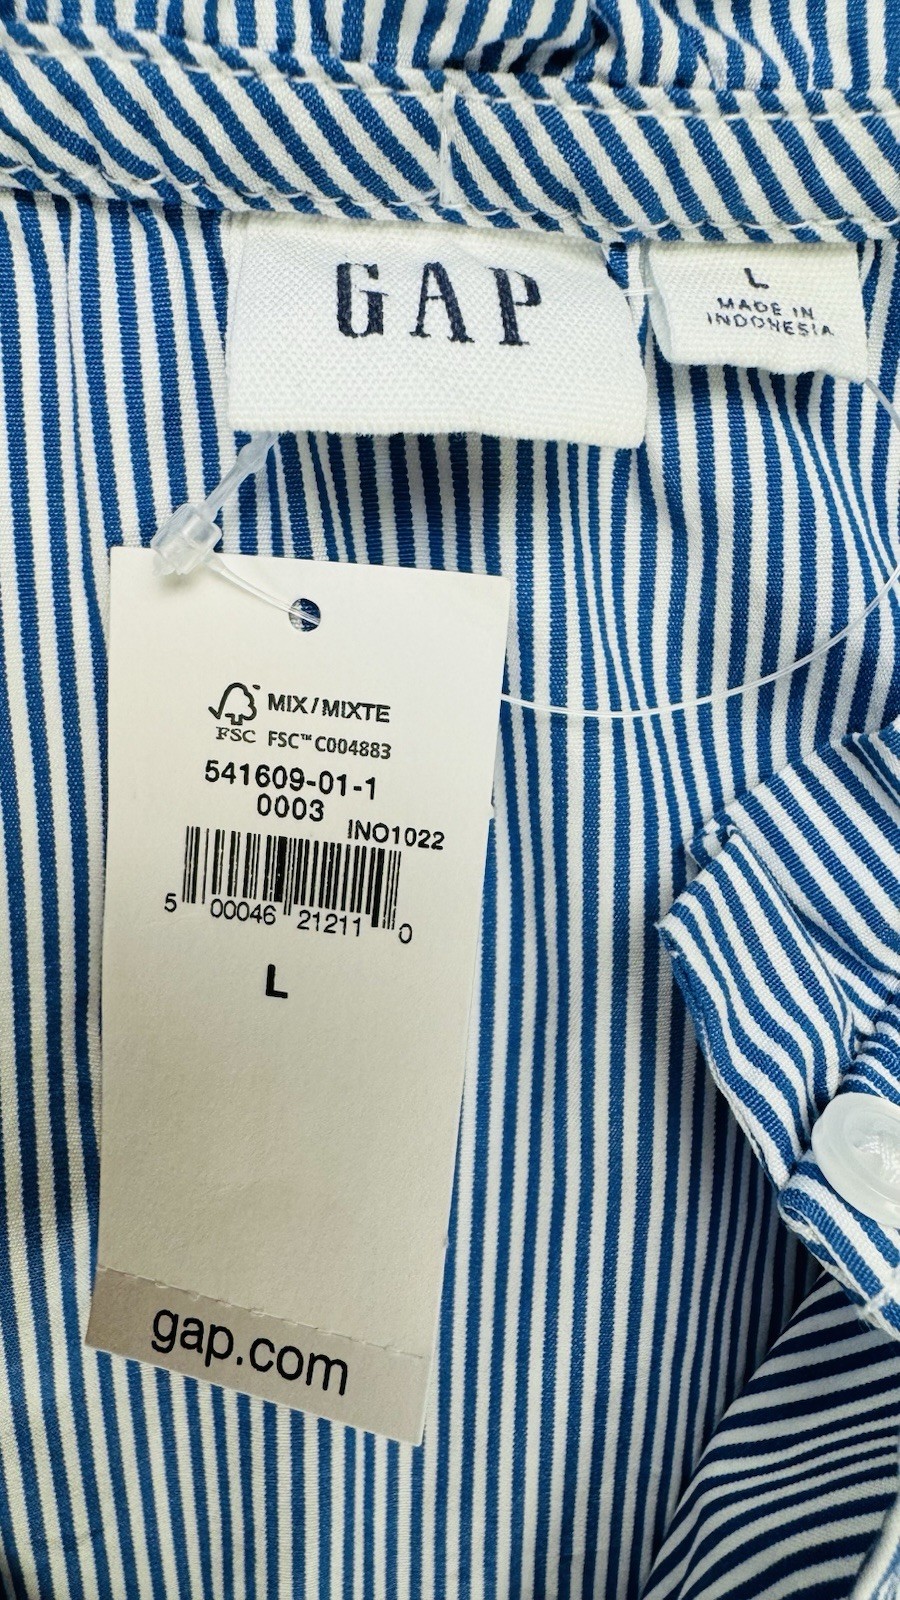 GAP
L
MADE IN
INDONESIA
MIX/MIXTE
FSC FSC™ C004883
541609-01-1
0003
INO1022
5 00046 21211 0
L
gap.com